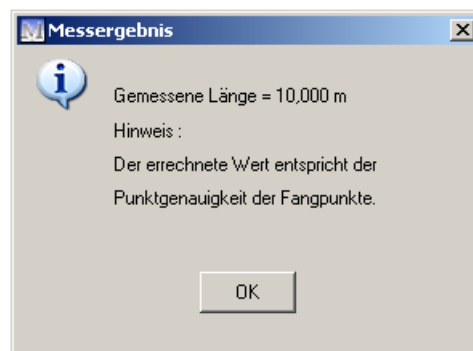 Messergebnis
Gemessene Länge = 10,000 m
Hinweis :
Der errechnete Wert entspricht der
Punktgenauigkeit der Fangpunkte.
OK